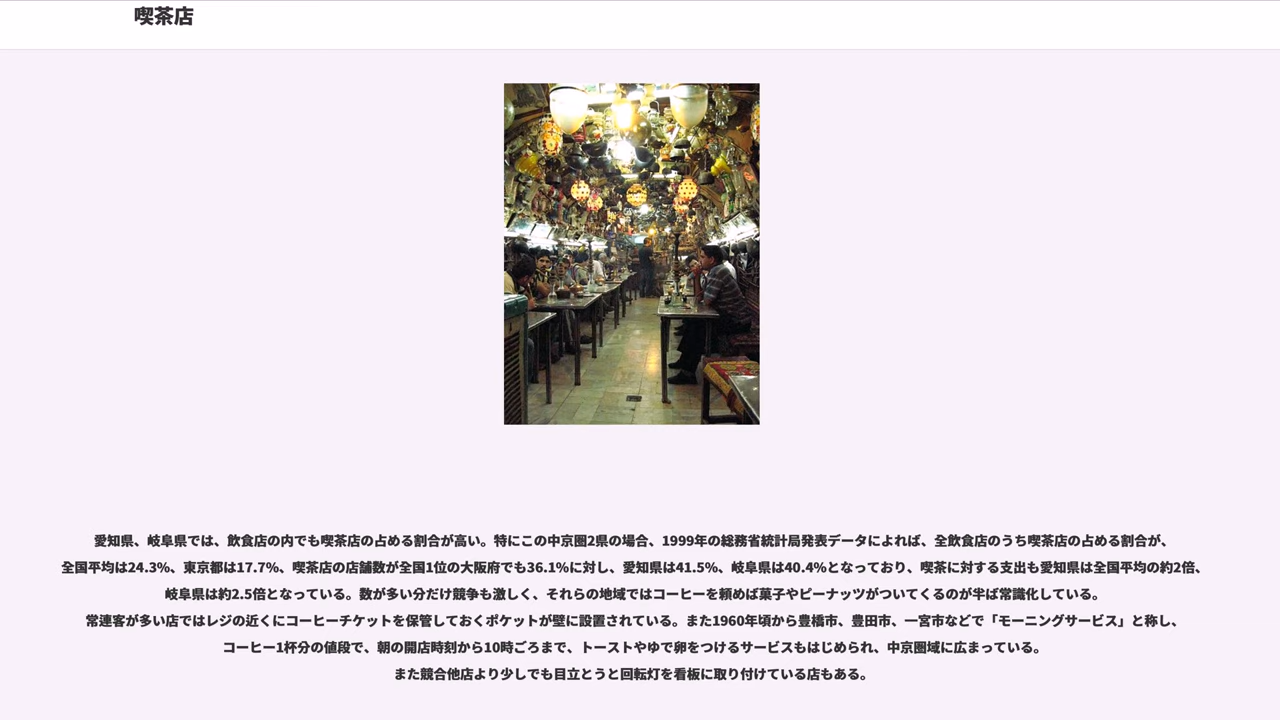 喫茶店
愛知県、岐阜県では、飲食店の内でも喫茶店の占める割合が高い。特にこの中京圏2県の場合、1999年の総務省統計局発表データによれば、全飲食店のうち喫茶店の占める割合が、
全国平均は24.3%、東京都は17.7%、喫茶店の店舗数が全国1位の大阪府でも36.1%に対し、愛知県は41.5%、岐阜県は40.4%となっており、喫茶に対する支出も愛知県は全国平均の約2倍、
岐阜県は約2.5倍となっている。数が多い分だけ競争も激しく、それらの地域ではコーヒーを頼めば菓子やピーナッツがついてくるのが半ば常識化している。
常連客が多い店ではレジの近くにコーヒーチケットを保管しておくポケットが壁に設置されている。また1960年頃から豊橋市、豊田市、一宮市などで「モーニングサービス」と称し、
コーヒー1杯分の値段で、朝の開店時刻から10時ごろまで、トーストやゆで卵をつけるサービスもはじめられ、中京圏域に広まっている。
また競合他店より少しでも目立とうと回転灯を看板に取り付けている店もある。